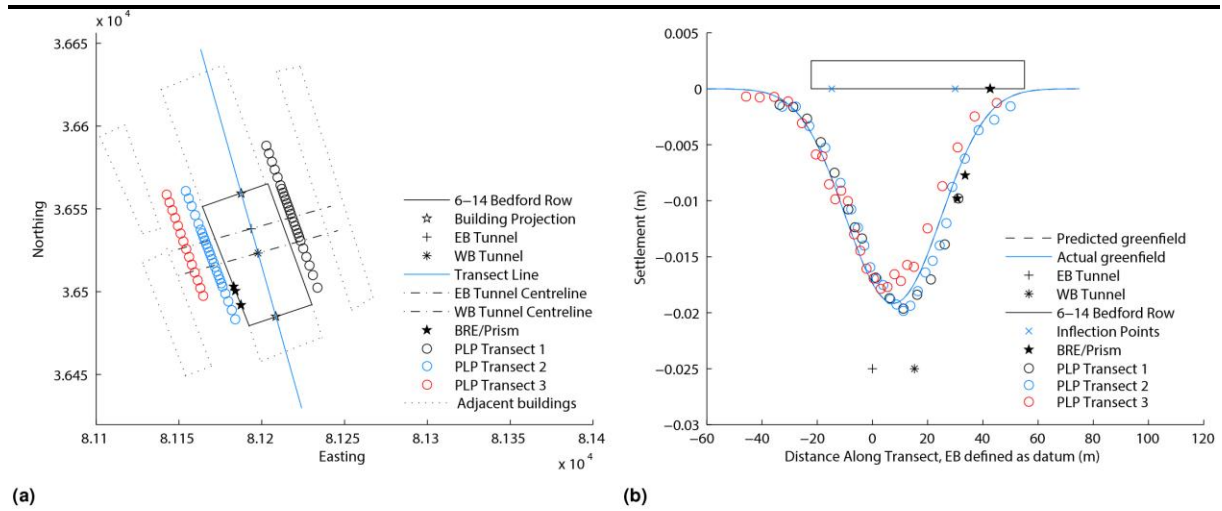 x 10⁴
3.665
3.66
3.655
3.65
3.645
Northing
6−14 Bedford Row
Building Projection
EB Tunnel
WB Tunnel
Transect Line
EB Tunnel Centreline
WB Tunnel Centreline
BRE/Prism
PLP Transect 1
PLP Transect 2
PLP Transect 3
Adjacent buildings
8.11
8.115
8.12
8.125
8.13
8.135
8.14
Easting
x 10⁴
(a)
0.005
0
−0.005
−0.01
−0.015
−0.02
−0.025
−0.03
Settlement (m)
Predicted greenfield
Actual greenfield
EB Tunnel
WB Tunnel
6−14 Bedford Row
Inflection Points
BRE/Prism
PLP Transect 1
PLP Transect 2
PLP Transect 3
−60
−40
−20
0
20
40
60
80
100
120
Distance Along Transect, EB defined as datum (m)
(b)